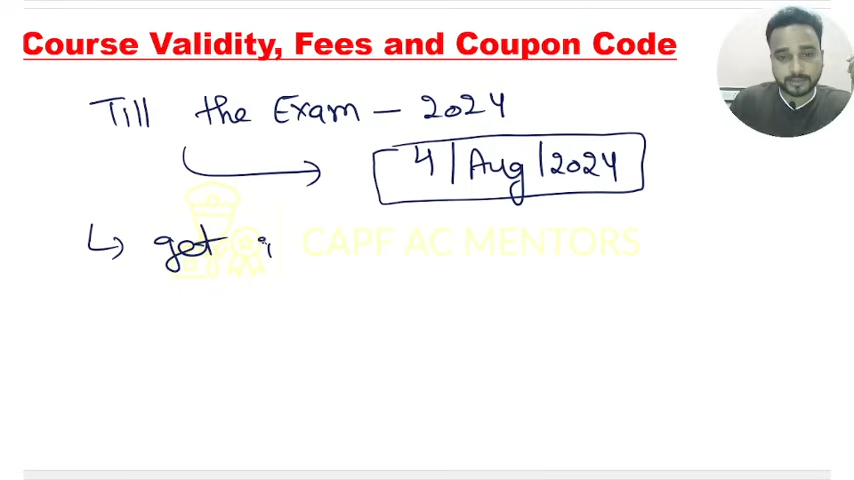 Course Validity, Fees and Coupon Code
Till the Exam – 2024
4 | Aug | 2024
CAPF AC MENTORS
↳ get